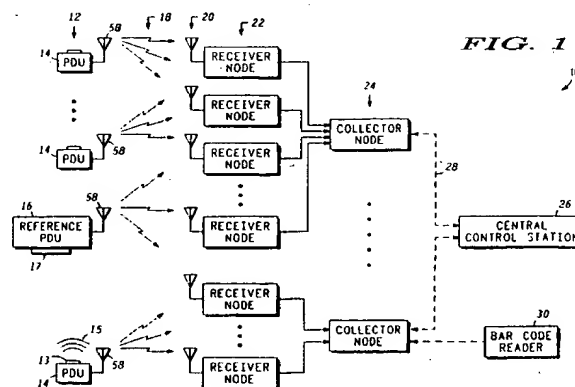 12
58
18
20
22
FIG. 1
14
PDU
RECEIVER
NODE
24
RECEIVER
NODE
COLLECTOR
NODE
14
58
PDU
RECEIVER
NODE
28
16
58
26
REFERENCE
PDU
RECEIVER
NODE
CENTRAL
CONTROL STATION
17
RECEIVER
NODE
15
30
13
58
COLLECTOR
NODE
BAR CODE
READER
14
PDU
RECEIVER
NODE